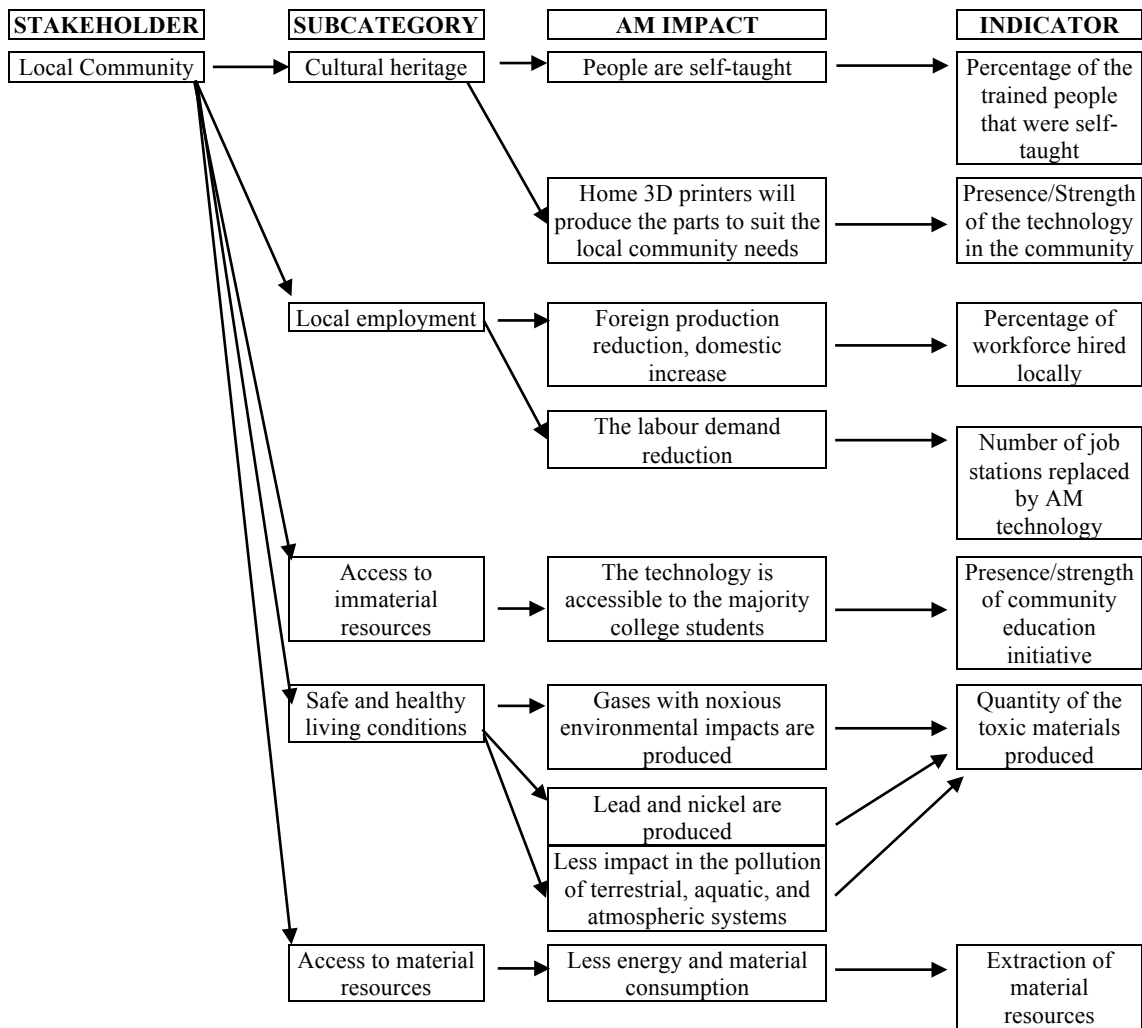 STAKEHOLDER
SUBCATEGORY
AM IMPACT
INDICATOR
Local Community
Cultural heritage
People are self-taught
Percentage of the
trained people
that were self-
taught
Home 3D printers will
produce the parts to suit the
local community needs
Presence/Strength
of the technology
in the community
Local employment
Foreign production
reduction, domestic
increase
Percentage of
workforce hired
locally
The labour demand
reduction
Number of job
stations replaced
by AM
technology
Access to
immaterial
resources
The technology is
accessible to the majority
college students
Presence/strength
of community
education
initiative
Safe and healthy
living conditions
Gases with noxious
environmental impacts are
produced
Quantity of the
toxic materials
produced
Lead and nickel are
produced
Less impact in the pollution
of terrestrial, aquatic, and
atmospheric systems
Access to material
resources
Less energy and material
consumption
Extraction of
material
resources